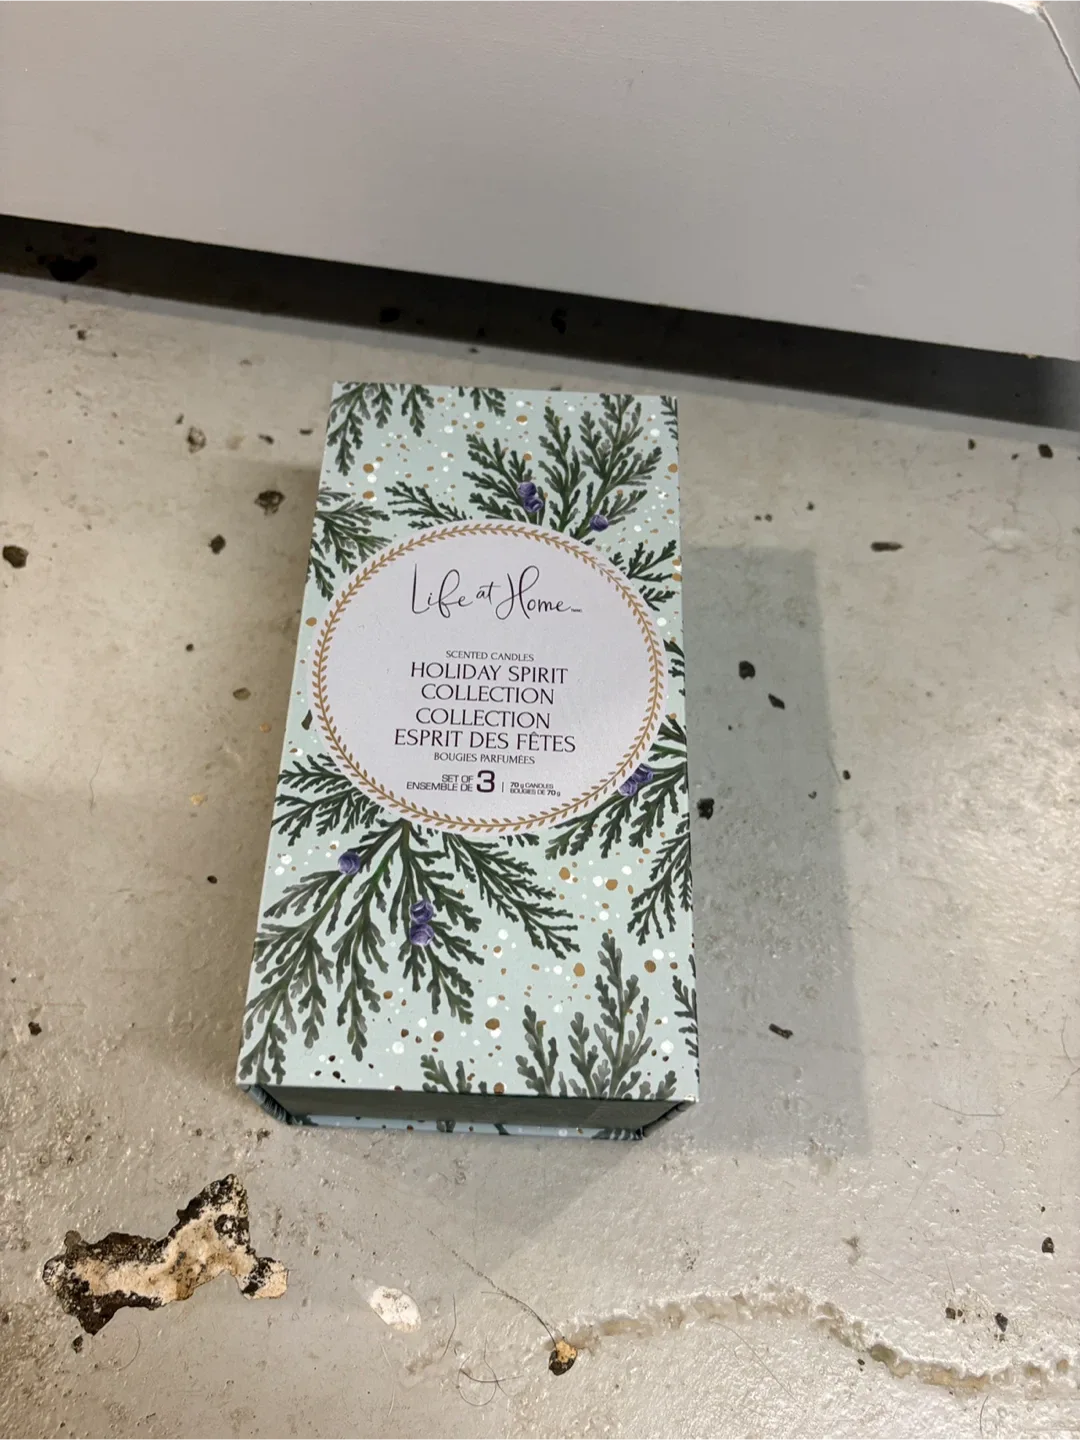 Life at Home
SCENTED CANDLES
HOLIDAY SPIRIT
COLLECTION
COLLECTION
ESPRIT DES FÊTES
BOUGIES PARFUMÉES
SET OF
ENSEMBLE DE 3
70 g CANDLES
BOUGIES DE 70 g